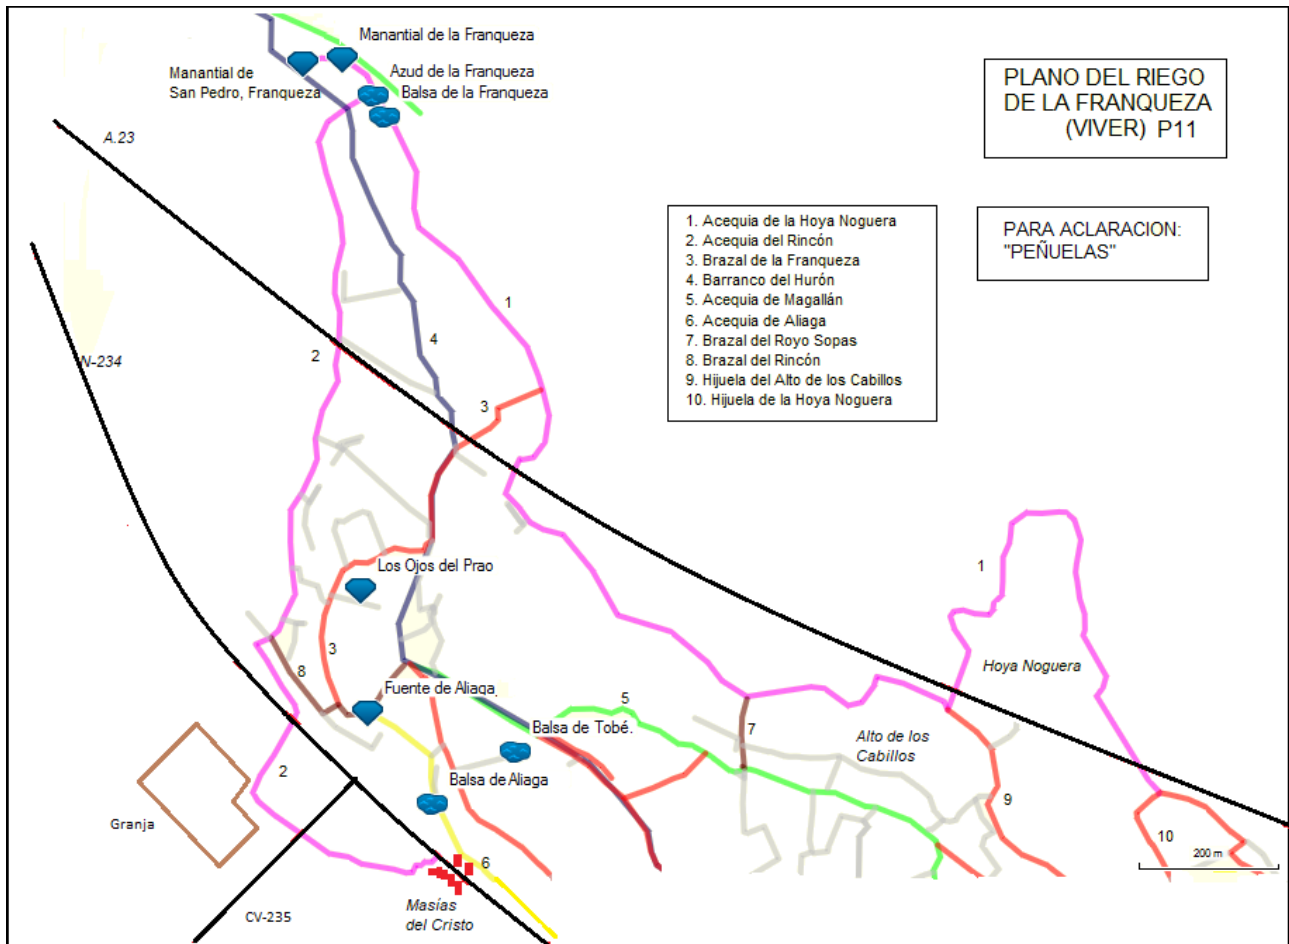 Manantial de la Franqueza
Manantial de
San Pedro, Franqueza
Azud de la Franqueza
Balsa de la Franqueza
PLANO DEL RIEGO
DE LA FRANQUEZA
(VIVER) P11
A.23
1. Acequia de la Hoya Noguera
2. Acequia del Rincón
3. Brazal de la Franqueza
4. Barranco del Hurón
5. Acequia de Magallán
6. Acequia de Aliaga
7. Brazal del Royo Sopas
8. Brazal del Rincón
9. Hijuela del Alto de los Cabillos
10. Hijuela de la Hoya Noguera
PARA ACLARACION:
"PEÑUELAS"
1
4
2
N-234
3
Los Ojos del Prao
1
3
8
Hoya Noguera
Fuente de Aliaga.
5
Balsa de Tobé.
7
Alto de los
Cabillos
2
Balsa de Aliaga
9
Granja
10
200 m
6
Masías
del Cristo
CV-235